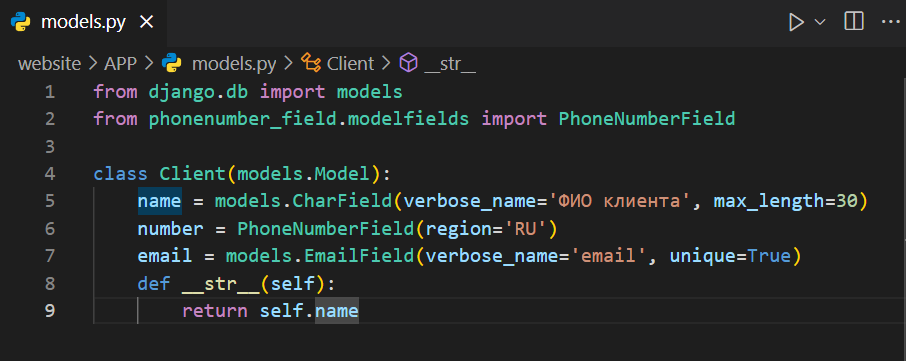 models.py
website > APP > models.py > Client > __str__
1 from django.db import models
2 from phonenumber_field.modelfields import PhoneNumberField
3
4 class Client(models.Model):
5     name = models.CharField(verbose_name='ФИО клиента', max_length=30)
6     number = PhoneNumberField(region='RU')
7     email = models.EmailField(verbose_name='email', unique=True)
8     def __str__(self):
9         return self.name